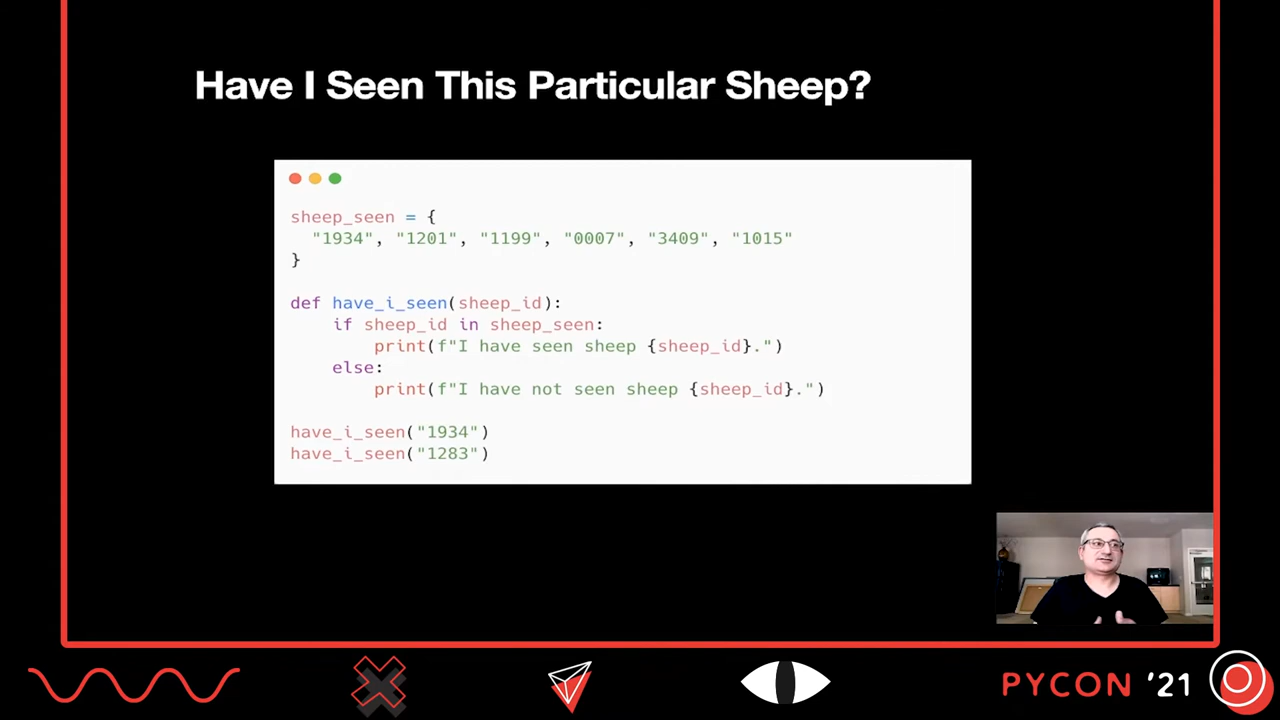 Have I Seen This Particular Sheep?
sheep_seen = {
  "1934", "1201", "1199", "0007", "3409", "1015"
}
def have_i_seen(sheep_id):
    if sheep_id in sheep_seen:
        print(f"I have seen sheep {sheep_id}.")
    else:
        print(f"I have not seen sheep {sheep_id}.")
have_i_seen("1934")
have_i_seen("1283")
PYCON '21